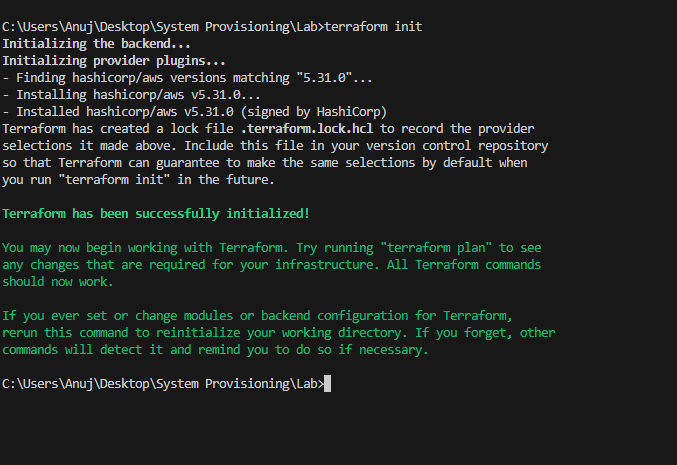 C:\Users\Anuj\Desktop\System Provisioning\Lab>terraform init
Initializing the backend...
Initializing provider plugins...
- Finding hashicorp/aws versions matching "5.31.0"...
- Installing hashicorp/aws v5.31.0...
- Installed hashicorp/aws v5.31.0 (signed by HashiCorp)
Terraform has created a lock file .terraform.lock.hcl to record the provider
selections it made above. Include this file in your version control repository
so that Terraform can guarantee to make the same selections by default when
you run "terraform init" in the future.
Terraform has been successfully initialized!
You may now begin working with Terraform. Try running "terraform plan" to see
any changes that are required for your infrastructure. All Terraform commands
should now work.
If you ever set or change modules or backend configuration for Terraform,
rerun this command to reinitialize your working directory. If you forget, other
commands will detect it and remind you to do so if necessary.
C:\Users\Anuj\Desktop\System Provisioning\Lab>